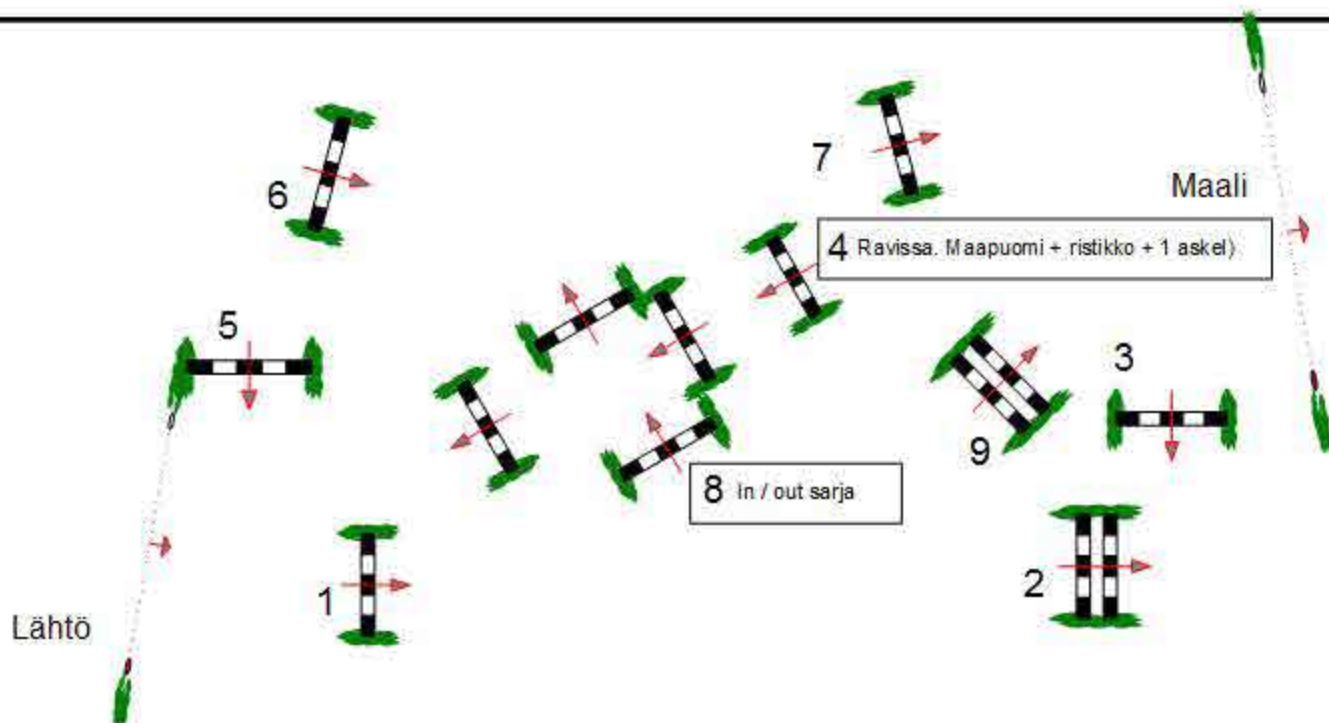 7
Maali
6
4 Ravissa. Maapuomi + ristikko + 1 askel)
5
3
9
8 In / out sarja
2
1
Lähtö